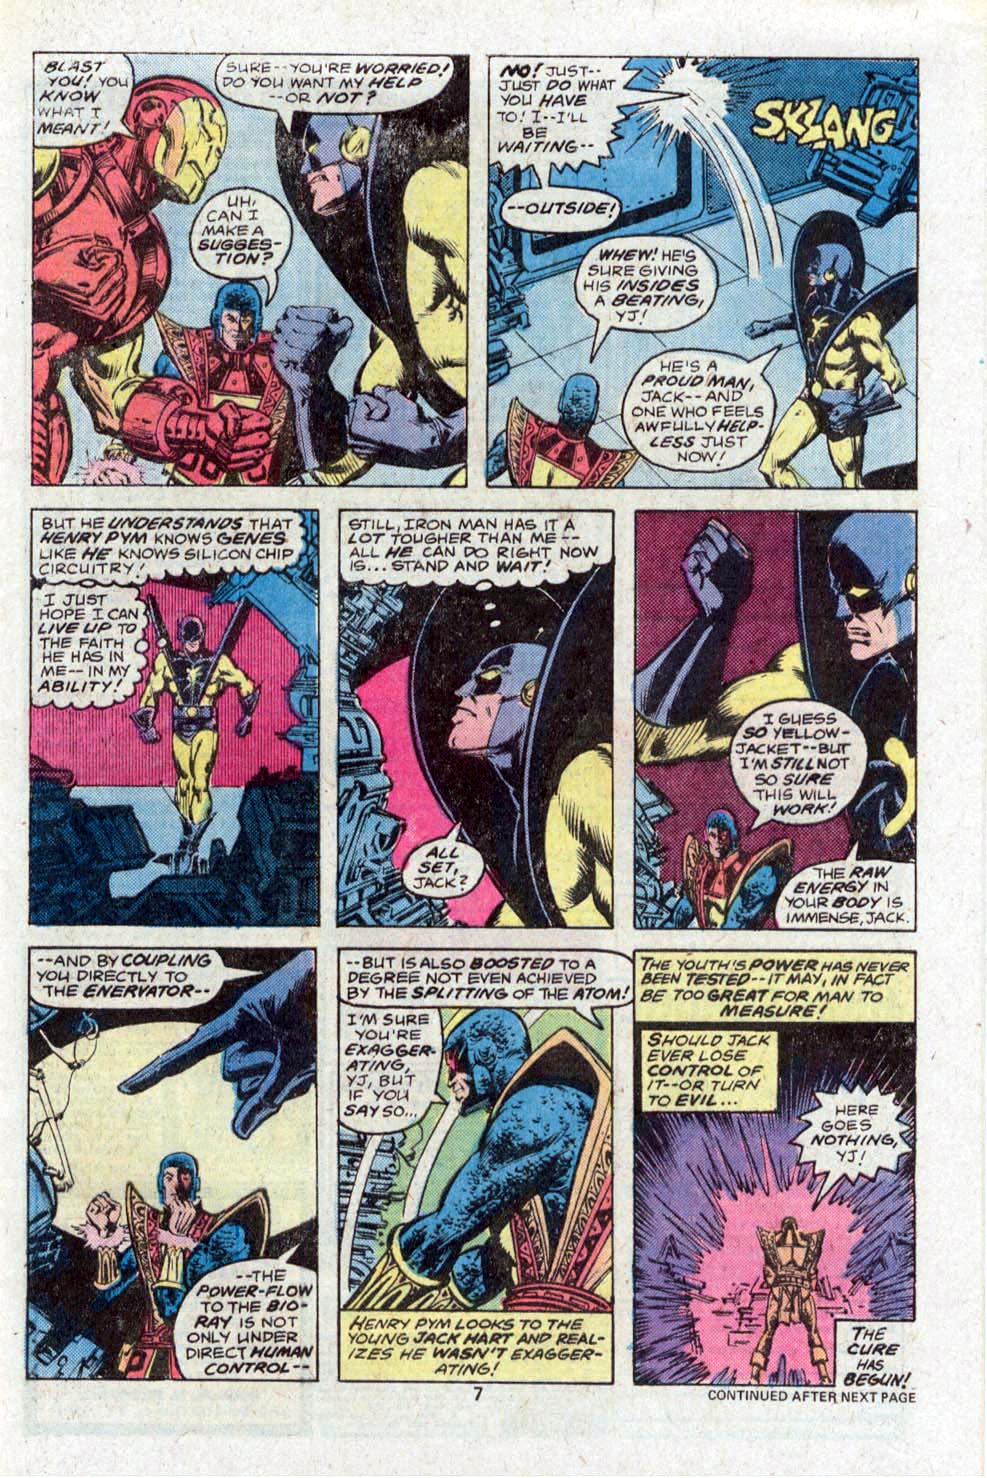 BLAST
YOU! YOU
KNOW
WHAT I
MEANT!
SURE--YOU'RE WORRIED!
DO YOU WANT MY HELP
--OR NOT?
UH,
CAN I
MAKE A
SUGGES-
TION?
NO! JUST--
JUST DO WHAT
YOU HAVE
TO! I--I'LL
BE
WAITING--
--OUTSIDE!
SKLANG
WHEW! HE'S
SURE GIVING
HIS INSIDES
A BEATING,
YJ!
HE'S A
PROUD MAN,
JACK--AND
ONE WHO FEELS
AWFULLY HELP-
LESS JUST
NOW!
BUT HE UNDERSTANDS THAT
HENRY PYM KNOWS GENES
LIKE HE KNOWS SILICON CHIP
CIRCUITRY!
I JUST
HOPE I CAN
LIVE UP TO
THE FAITH
HE HAS IN
ME--IN MY
ABILITY!
STILL, IRON MAN HAS IT A
LOT TOUGHER THAN ME--
ALL HE CAN DO RIGHT NOW
IS...STAND AND WAIT!
ALL
SET,
JACK?
I GUESS
SO YELLOW-
JACKET--BUT
I'M STILL NOT
SO SURE
THIS WILL
WORK!
THE RAW
ENERGY IN
YOUR BODY IS
IMMENSE, JACK.
--AND BY COUPLING
YOU DIRECTLY TO
THE ENERVATOR--
--THE
POWER-FLOW
TO THE BIO-
RAY IS NOT
ONLY UNDER
DIRECT HUMAN
CONTROL--
--BUT IS ALSO BOOSTED TO A
DEGREE NOT EVEN ACHIEVED
BY THE SPLITTING OF THE ATOM!
I'M SURE
YOU'RE
EXAGGER-
ATING,
YJ, BUT
IF YOU
SAY SO...
HENRY PYM LOOKS TO THE
YOUNG JACK HART AND REAL-
IZES HE WASN'T EXAGGER-
ATING!
THE YOUTH'S POWER HAS NEVER
BEEN TESTED--IT MAY, IN FACT
BE TOO GREAT FOR MAN TO
MEASURE!
SHOULD JACK
EVER LOSE
CONTROL OF
IT--OR TURN
TO EVIL...
HERE
GOES
NOTHING,
YJ!
THE
CURE
HAS
BEGUN!
7
CONTINUED AFTER NEXT PAGE